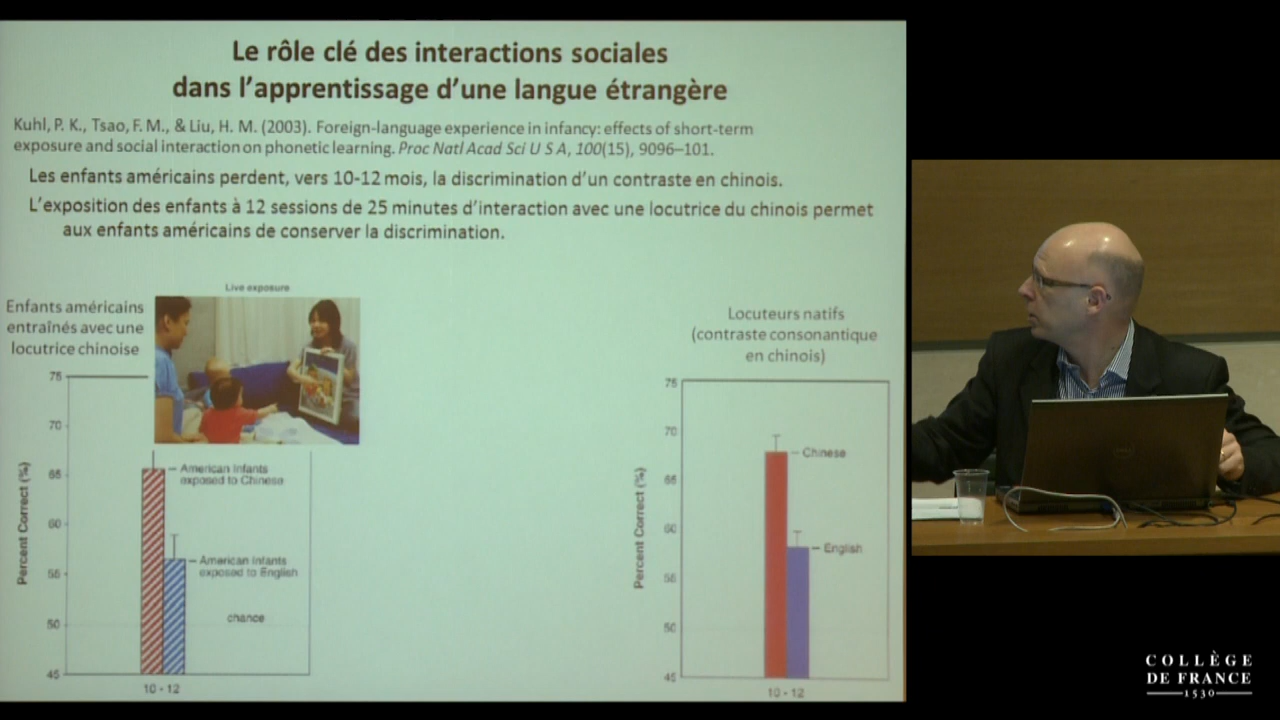 Le rôle clé des interactions sociales
dans l'apprentissage d'une langue étrangère
Kuhl, P. K., Tsao, F. M., & Liu, H. M. (2003). Foreign-language experience in infancy: effects of short-term
exposure and social interaction on phonetic learning. Proc Natl Acad Sci U S A, 100(15), 9096–101.
Les enfants américains perdent, vers 10-12 mois, la discrimination d'un contraste en chinois.
L'exposition des enfants à 12 sessions de 25 minutes d'interaction avec une locutrice du chinois permet
aux enfants américains de conserver la discrimination.
Live exposure
Enfants américains
entraînés avec une
locutrice chinoise
75
70
65
60
55
50
45
Percent Correct (%)
American Infants
exposed to Chinese
American Infants
exposed to English
chance
10 - 12
Locuteurs natifs
(contraste consonantique
en chinois)
75
70
65
60
55
50
45
Percent Correct (%)
Chinese
English
10 - 12
COLLÈGE
DE FRANCE
1530